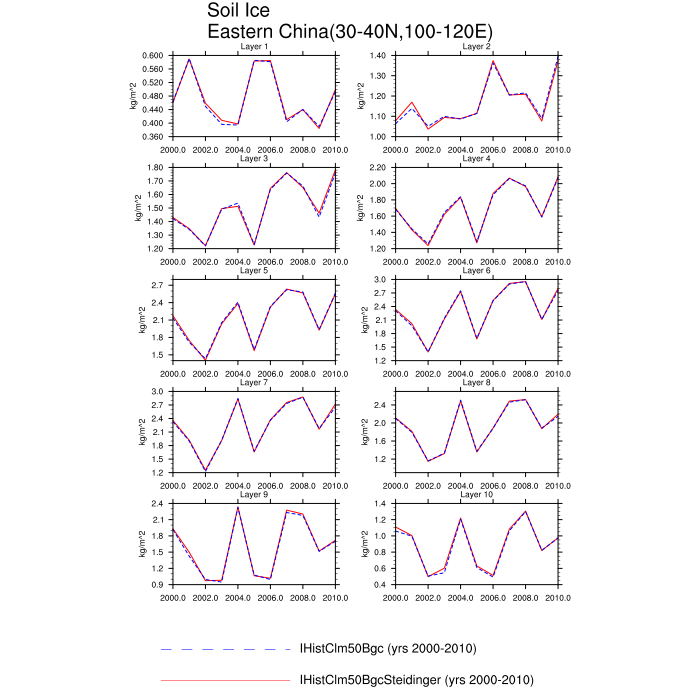 Soil Ice
Eastern China(30-40N,100-120E)
Layer 1
Layer 2
kg/m^2
0.600
0.560
0.520
0.480
0.440
0.400
0.360
2000.0 2002.0 2004.0 2006.0 2008.0 2010.0
kg/m^2
1.40
1.30
1.20
1.10
1.00
2000.0 2002.0 2004.0 2006.0 2008.0 2010.0
Layer 3
Layer 4
kg/m^2
1.80
1.70
1.60
1.50
1.40
1.30
1.20
2000.0 2002.0 2004.0 2006.0 2008.0 2010.0
kg/m^2
2.20
2.00
1.80
1.60
1.40
1.20
2000.0 2002.0 2004.0 2006.0 2008.0 2010.0
Layer 5
Layer 6
kg/m^2
2.7
2.4
2.1
1.8
1.5
2000.0 2002.0 2004.0 2006.0 2008.0 2010.0
kg/m^2
3.0
2.7
2.4
2.1
1.8
1.5
1.2
2000.0 2002.0 2004.0 2006.0 2008.0 2010.0
Layer 7
Layer 8
kg/m^2
3.0
2.7
2.4
2.1
1.8
1.5
1.2
2000.0 2002.0 2004.0 2006.0 2008.0 2010.0
kg/m^2
2.4
2.0
1.6
1.2
2000.0 2002.0 2004.0 2006.0 2008.0 2010.0
Layer 9
Layer 10
kg/m^2
2.4
2.1
1.8
1.5
1.2
0.9
2000.0 2002.0 2004.0 2006.0 2008.0 2010.0
kg/m^2
1.4
1.2
1.0
0.8
0.6
0.4
2000.0 2002.0 2004.0 2006.0 2008.0 2010.0
IHistClm50Bgc (yrs 2000-2010)
IHistClm50BgcSteidinger (yrs 2000-2010)